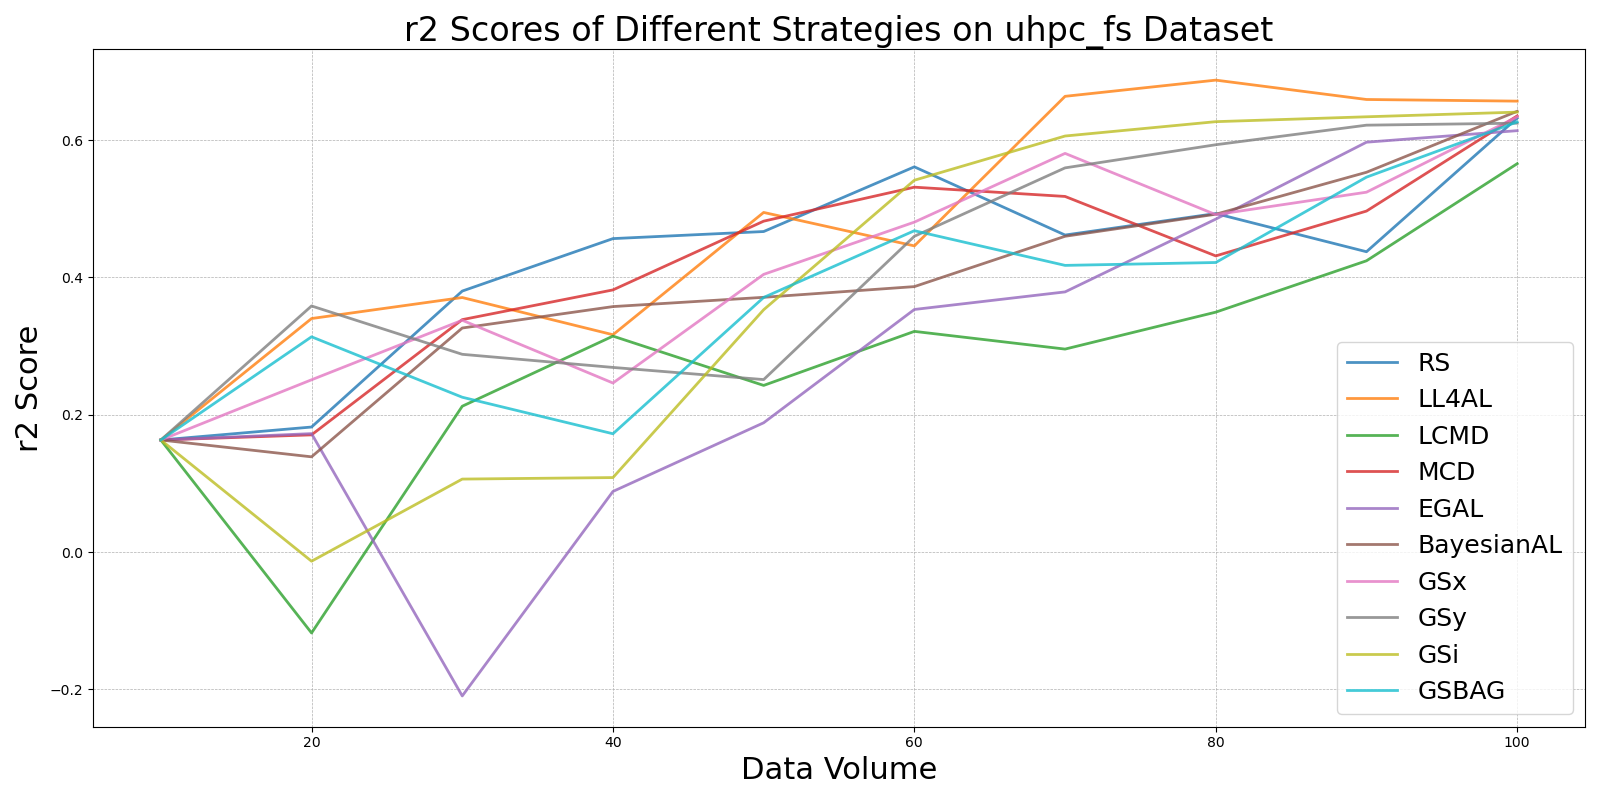 r2 Scores of Different Strategies on uhpc_fs Dataset
r2 Score
0.6
0.4
0.2
0.0
−0.2
20 40 60 80 100
Data Volume
RS
LL4AL
LCMD
MCD
EGAL
BayesianAL
GSx
GSy
GSi
GSBAG